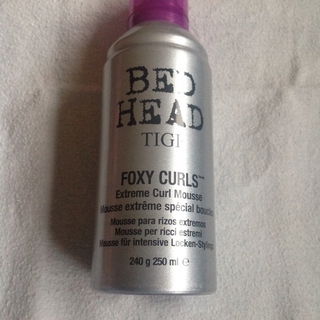 BED
HEAD
TIGI
FOXY CURLS™
Extreme Curl Mousse
Mousse extrême spécial boucles
Mousse para rizos extremos
Mousse per ricci estremi
Mousse für intensive Locken-Stylings
240 g 250 ml ℮